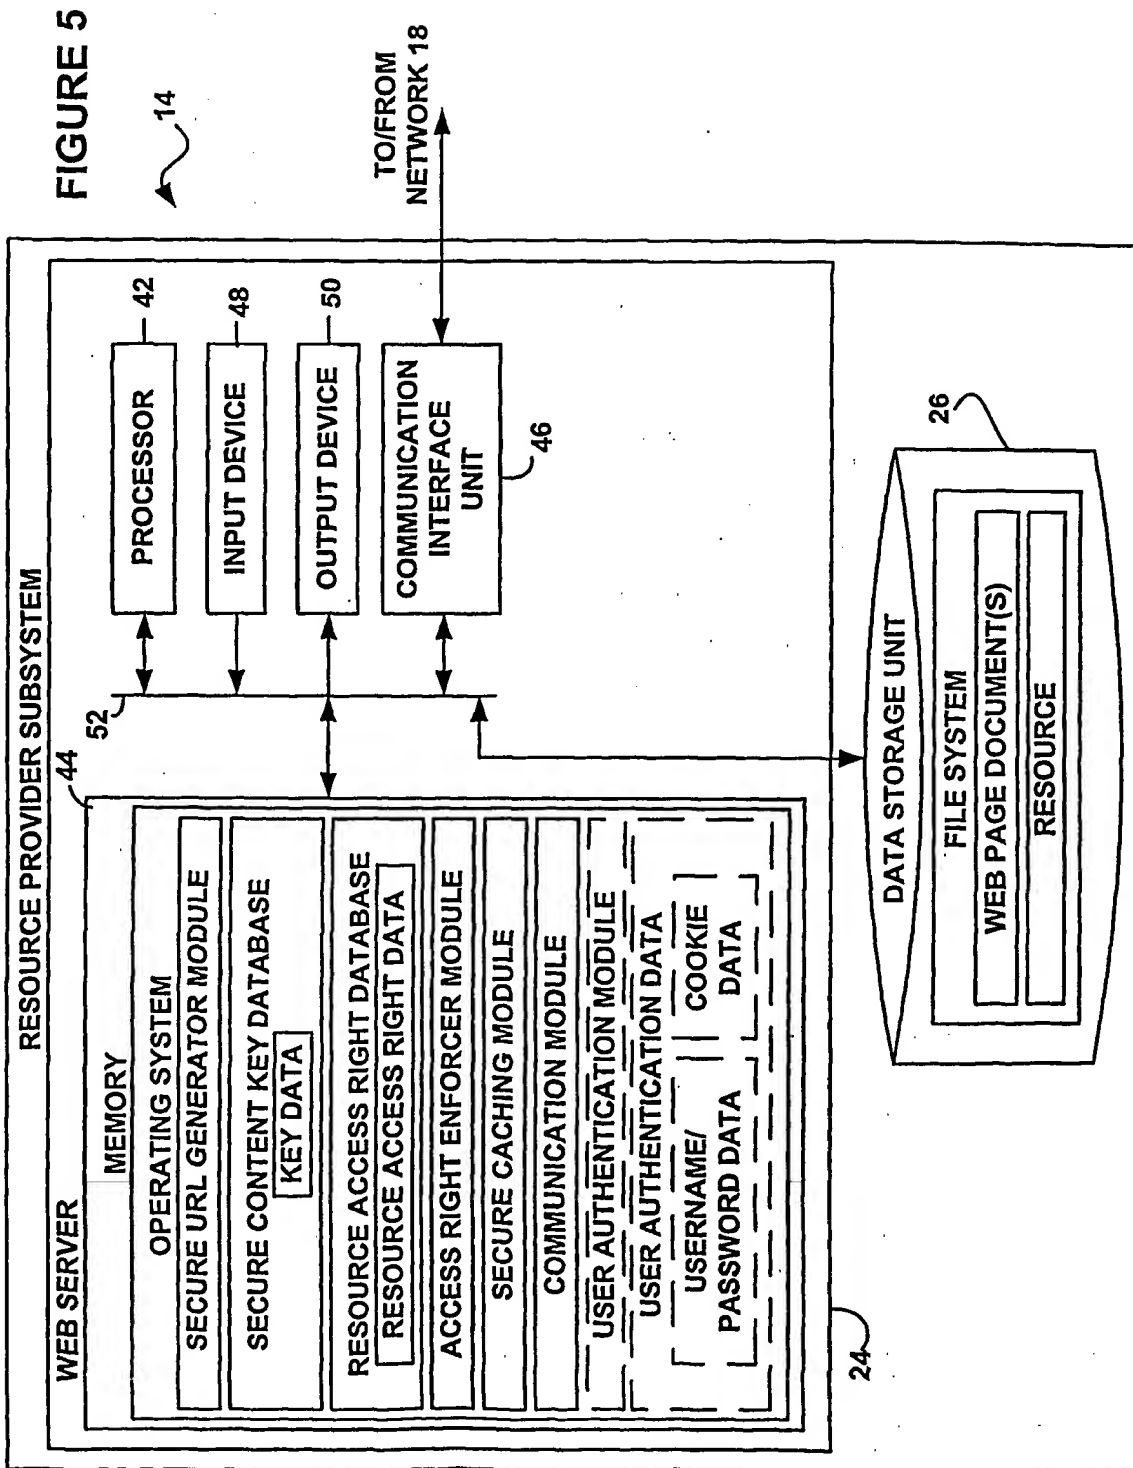 FIGURE 5
14
RESOURCE PROVIDER SUBSYSTEM
WEB SERVER
44
MEMORY
OPERATING SYSTEM
SECURE URL GENERATOR MODULE
SECURE CONTENT KEY DATABASE
KEY DATA
RESOURCE ACCESS RIGHT DATABASE
RESOURCE ACCESS RIGHT DATA
ACCESS RIGHT ENFORCER MODULE
SECURE CACHING MODULE
COMMUNICATION MODULE
USER AUTHENTICATION MODULE
USER AUTHENTICATION DATA
USERNAME/
PASSWORD DATA
COOKIE
DATA
24
52
PROCESSOR
42
INPUT DEVICE
48
OUTPUT DEVICE
50
COMMUNICATION
INTERFACE
UNIT
46
TO/FROM
NETWORK 18
DATA STORAGE UNIT
26
FILE SYSTEM
WEB PAGE DOCUMENT(S)
RESOURCE